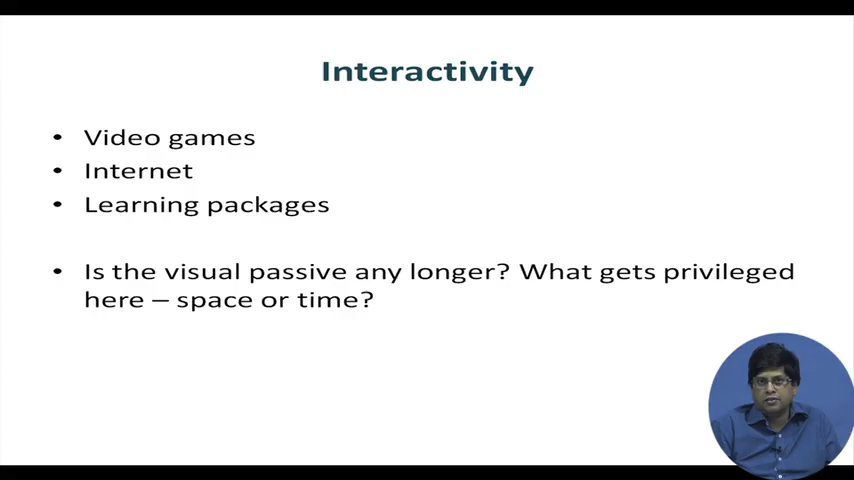 Interactivity
• Video games
• Internet
• Learning packages
• Is the visual passive any longer? What gets privileged
here – space or time?